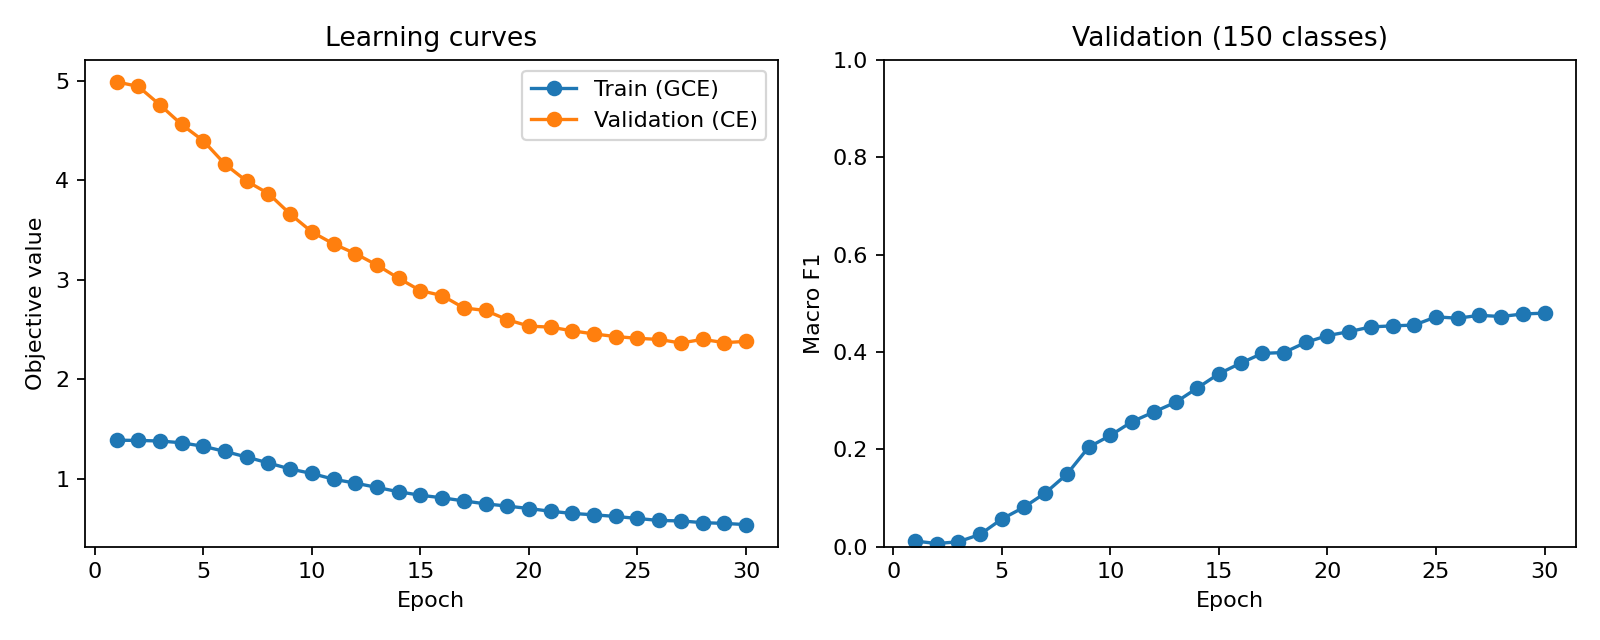 Learning curves
Train (GCE)
Validation (CE)
Objective value
5
4
3
2
1
0 5 10 15 20 25 30
Epoch
Validation (150 classes)
Macro F1
1.0
0.8
0.6
0.4
0.2
0.0
0 5 10 15 20 25 30
Epoch